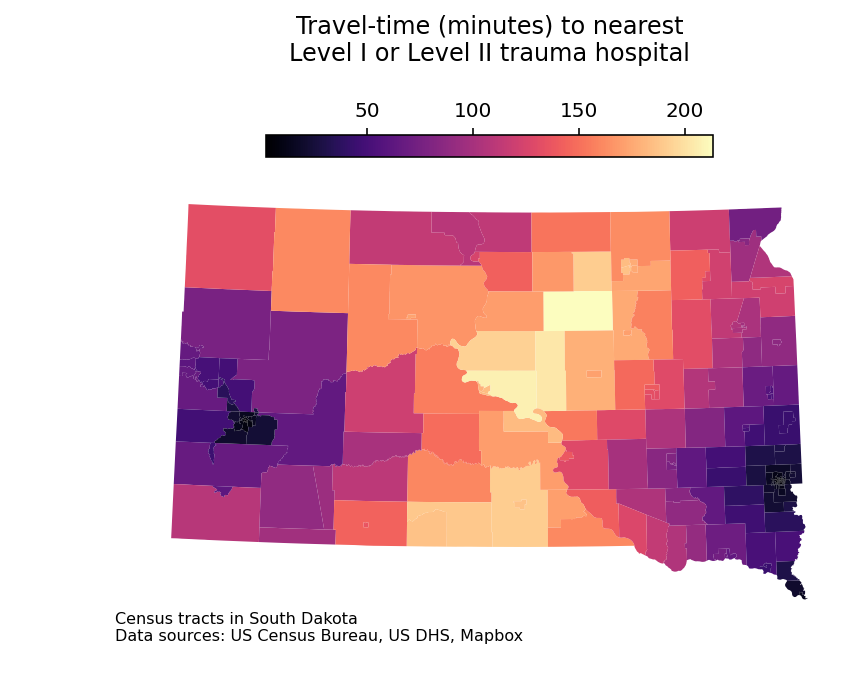 Travel-time (minutes) to nearest
Level I or Level II trauma hospital
50 100 150 200
Census tracts in South Dakota
Data sources: US Census Bureau, US DHS, Mapbox